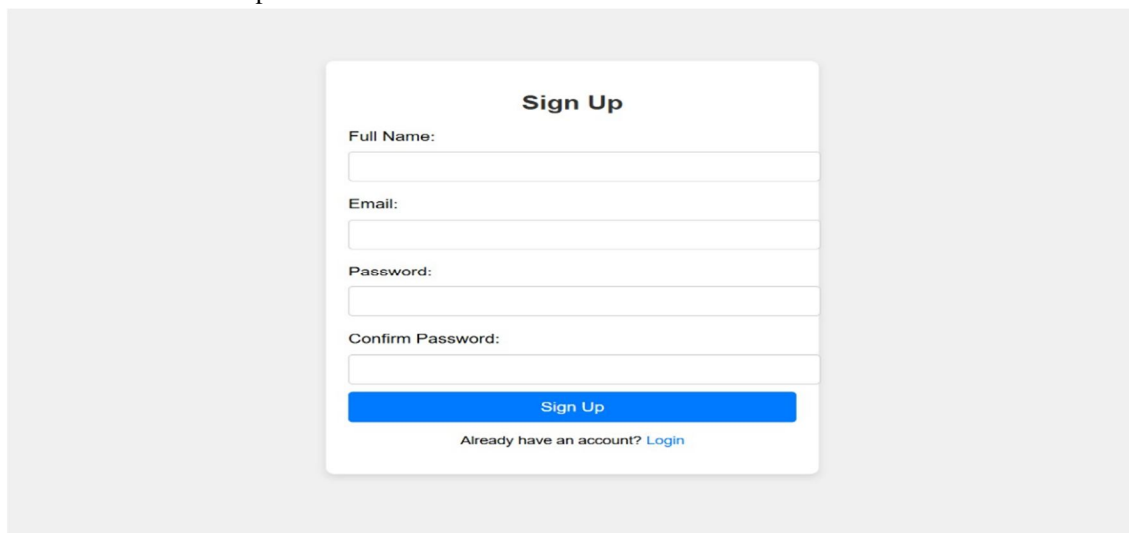 Sign Up
Full Name:
Email:
Password:
Confirm Password:
Sign Up
Already have an account? Login